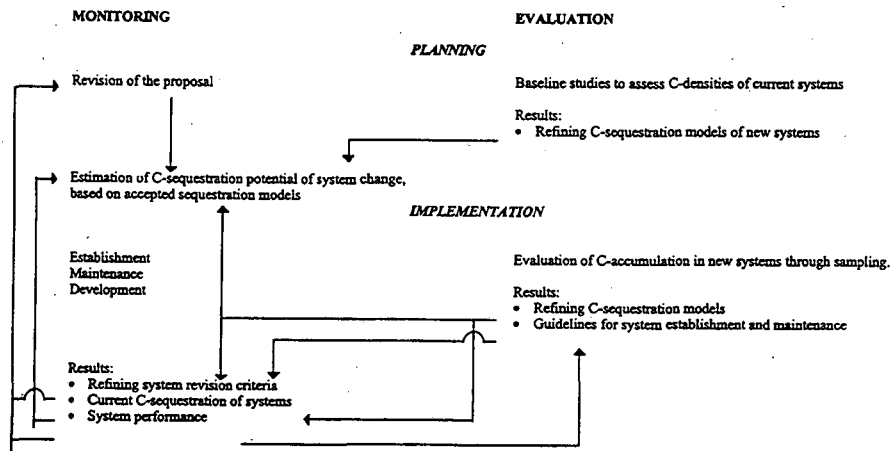 MONITORING
EVALUATION
PLANNING
Revision of the proposal
Baseline studies to assess C-densities of current systems
Results:
• Refining C-sequestration models of new systems
Estimation of C-sequestration potential of system change,
based on accepted sequestration models
IMPLEMENTATION
Establishment
Maintenance
Development
Evaluation of C-accumulation in new systems through sampling.
Results:
• Refining C-sequestration models
• Guidelines for system establishment and maintenance
Results:
• Refining system revision criteria
• Current C-sequestration of systems
• System performance